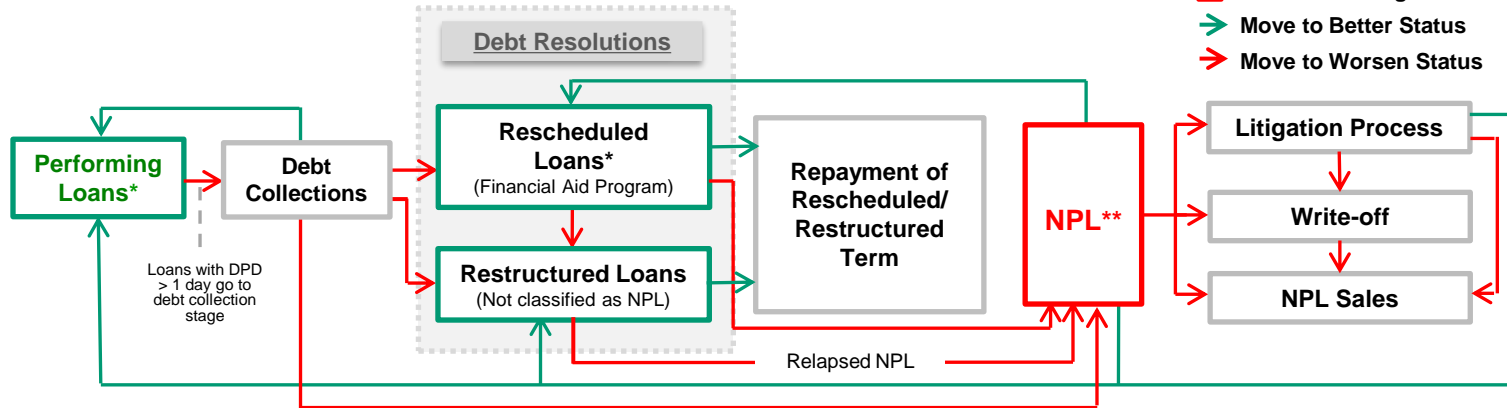 Debt Resolutions
Move to Better Status
Move to Worsen Status
Performing
Loans*
Debt
Collections
Rescheduled
Loans*
(Financial Aid Program)
Restructured Loans
(Not classified as NPL)
Repayment of
Rescheduled/
Restructured
Term
NPL**
Litigation Process
Write-off
NPL Sales
Loans with DPD
> 1 day go to
debt collection
stage
Relapsed NPL